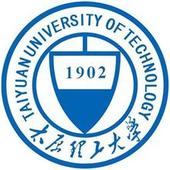 TAIYUAN UNIVERSITY OF TECHNOLOGY
1902
太原理工大学